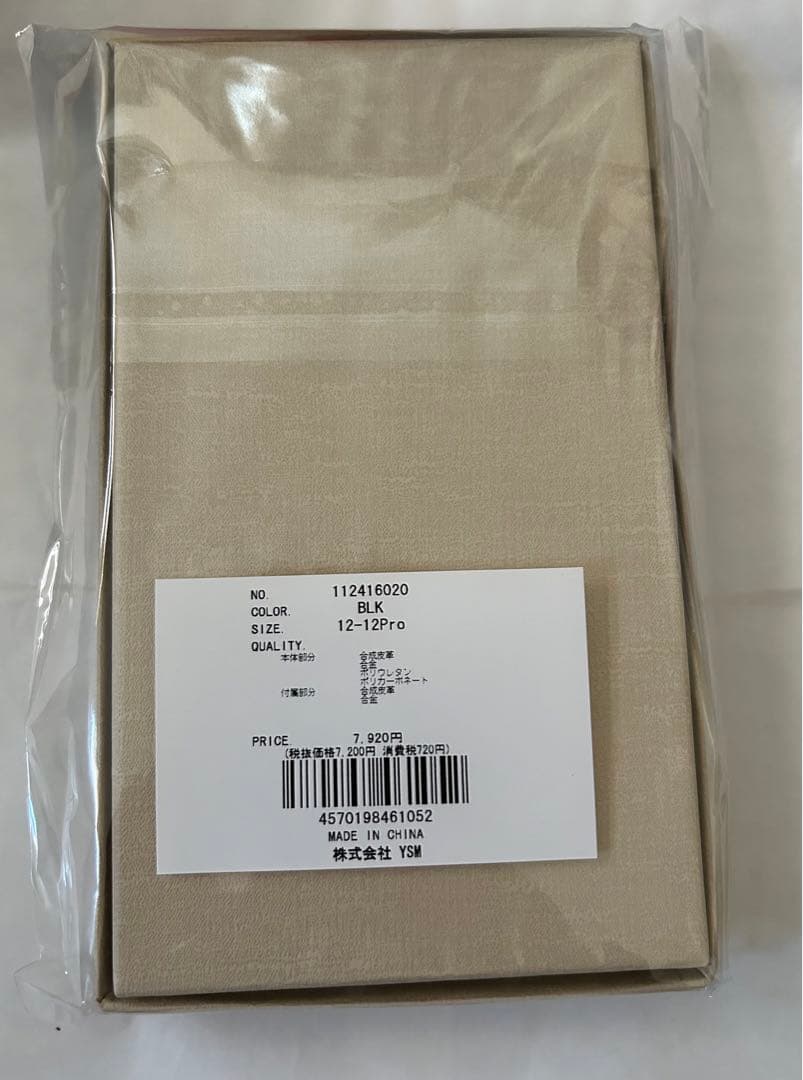 NO. 112416020
COLOR. BLK
SIZE. 12-12Pro
QUALITY.
本体部分 合成皮革
合金
ポリウレタン
ポリカーボネート
付属部分 合成皮革
合金
PRICE. 7,920円
(税抜価格7,200円 消費税720円)
4570198461052
MADE IN CHINA
株式会社 YSM